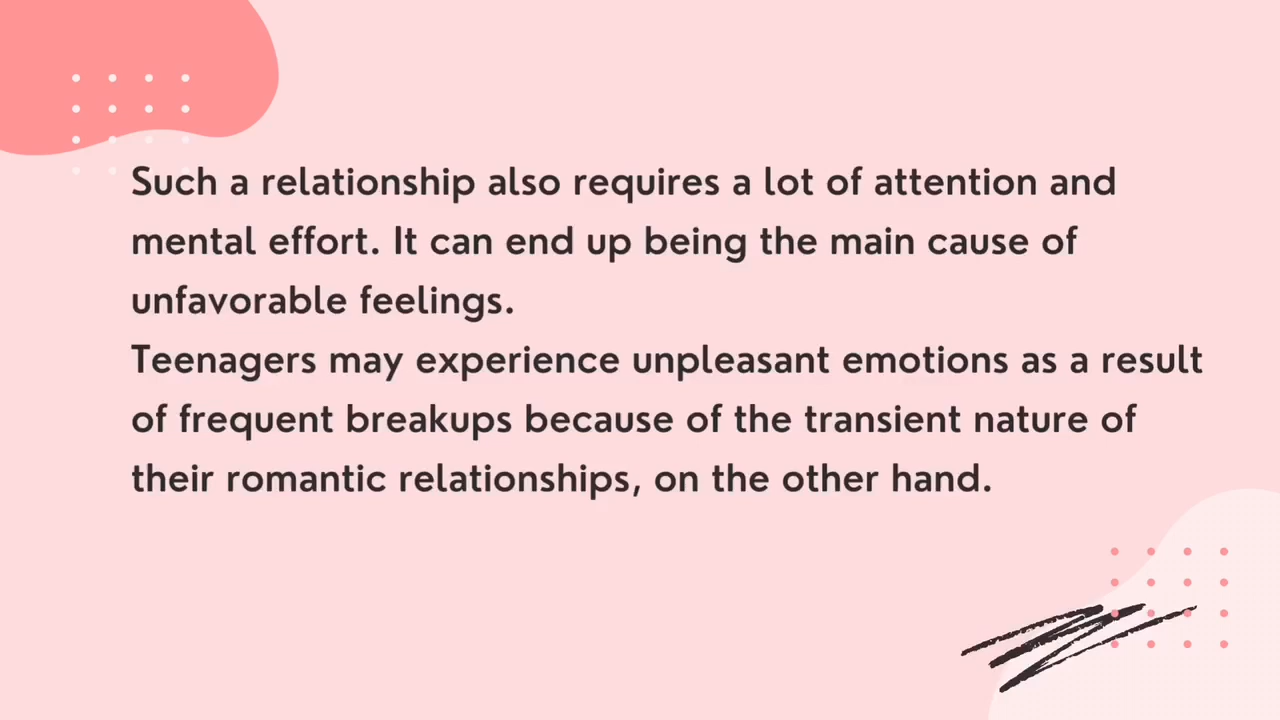 Such a relationship also requires a lot of attention and
mental effort. It can end up being the main cause of
unfavorable feelings.
Teenagers may experience unpleasant emotions as a result
of frequent breakups because of the transient nature of
their romantic relationships, on the other hand.